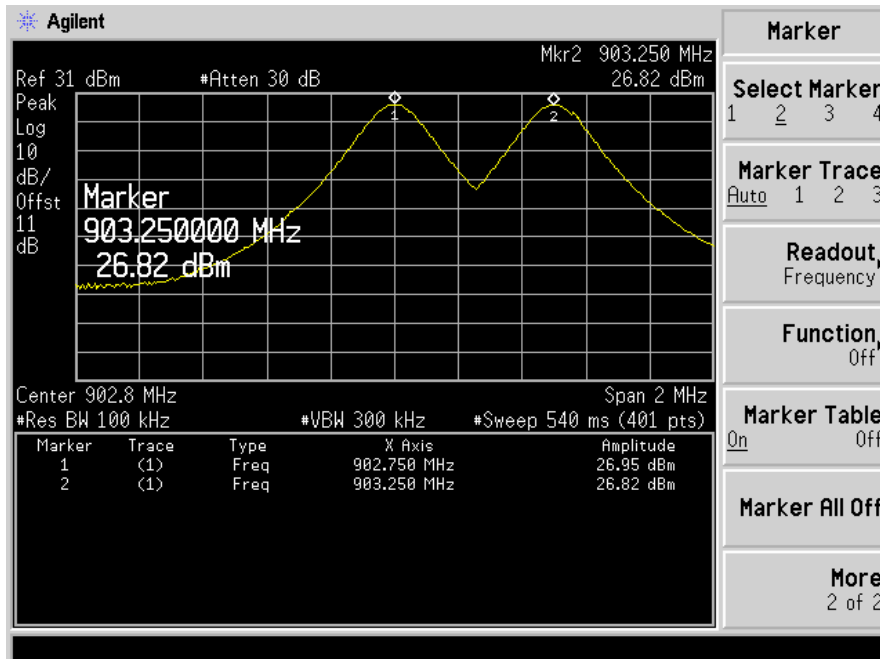 Agilent
Mkr2 903.250 MHz
Ref 31 dBm #Atten 30 dB 26.82 dBm
Peak
Log
10
dB/
Offst
11
dB
1 2
Marker
903.250000 MHz
26.82 dBm
Center 902.8 MHz Span 2 MHz
#Res BW 100 kHz #VBW 300 kHz #Sweep 540 ms (401 pts)
Marker Trace Type X Axis Amplitude
1 (1) Freq 902.750 MHz 26.95 dBm
2 (1) Freq 903.250 MHz 26.82 dBm
Marker
Select Marker
1 2 3 4
Marker Trace
Auto 1 2 3
Readout
Frequency
Function
Off
Marker Table
On Off
Marker All Off
More
2 of 2